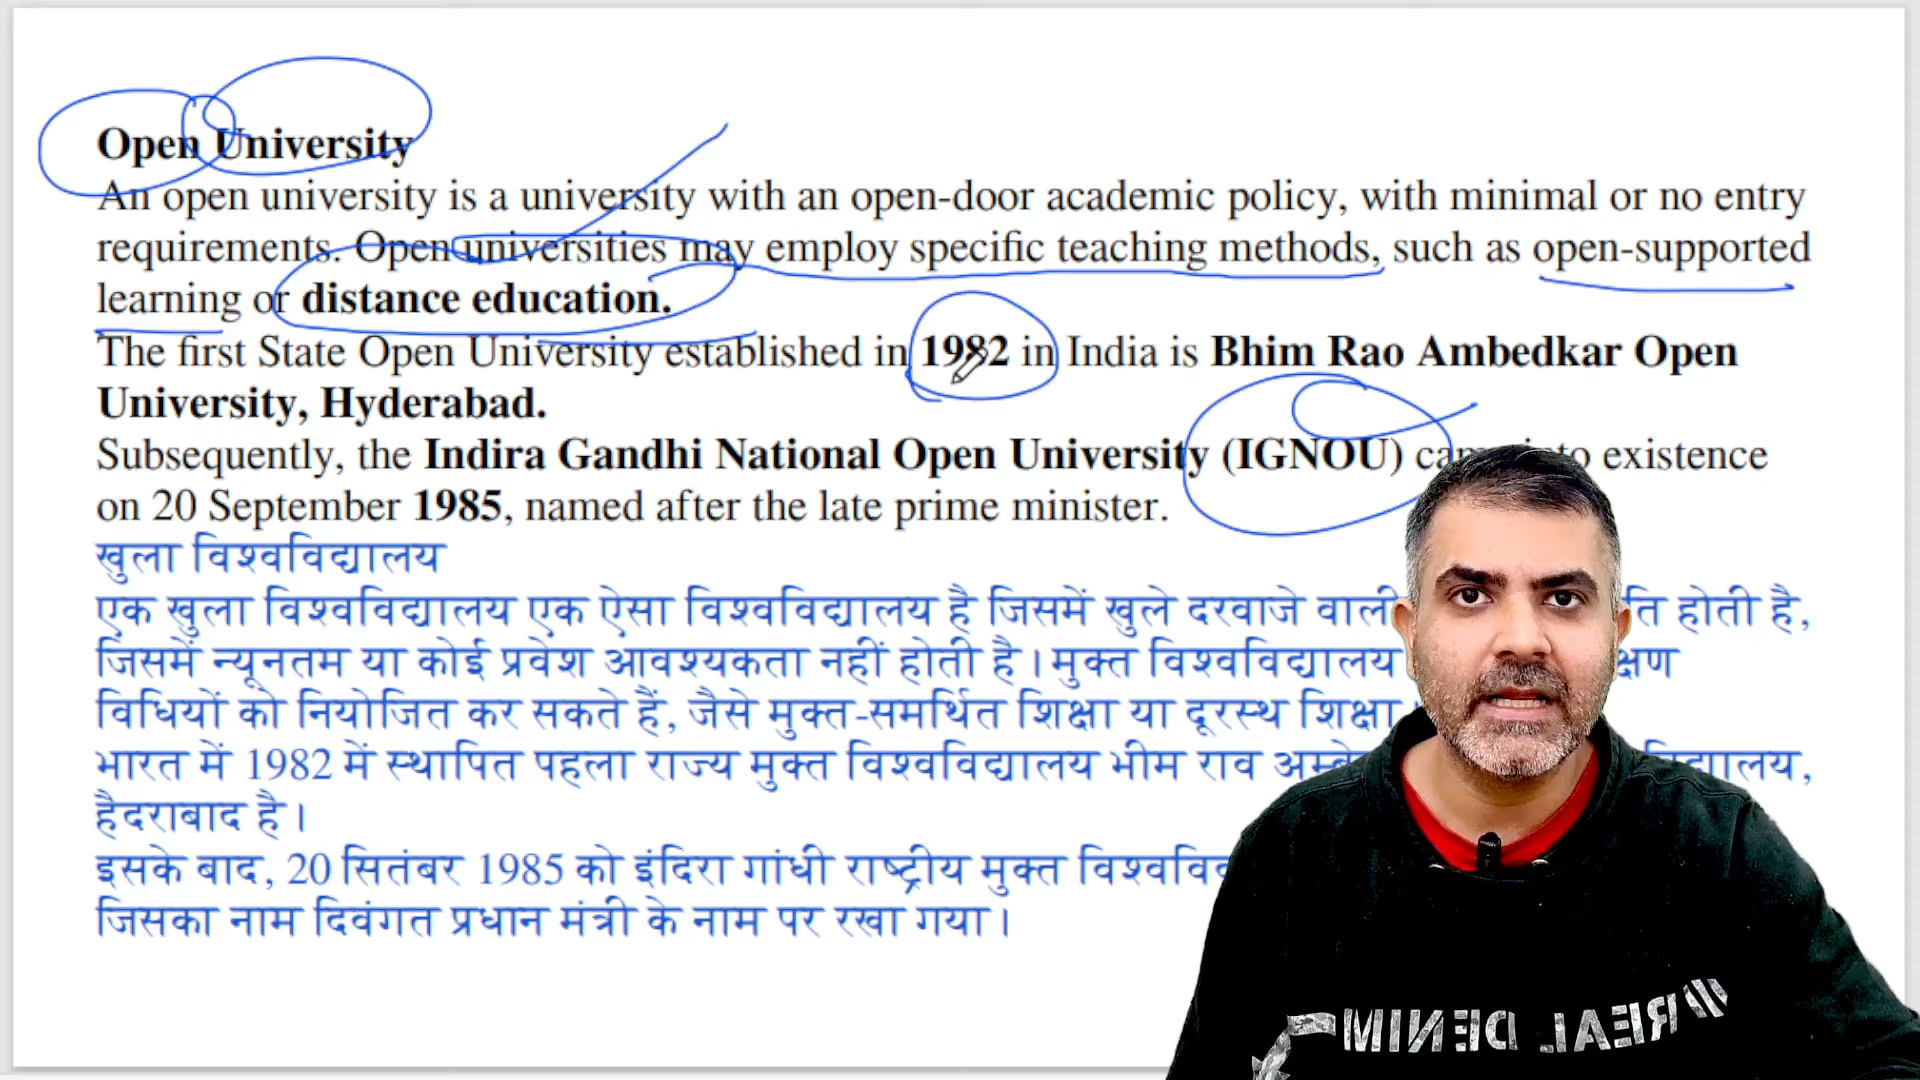 Open University
An open university is a university with an open-door academic policy, with minimal or no entry
requirements. Open universities may employ specific teaching methods, such as open-supported
learning or distance education.
The first State Open University established in 1982 in India is Bhim Rao Ambedkar Open
University, Hyderabad.
Subsequently, the Indira Gandhi National Open University (IGNOU) came into existence
on 20 September 1985, named after the late prime minister.
खुला विश्वविद्यालय
एक खुला विश्वविद्यालय एक ऐसा विश्वविद्यालय है जिसमें खुले दरवाजे वाली होती है,
जिसमें न्यूनतम या कोई प्रवेश आवश्यकता नहीं होती है। मुक्त विश्वविद्यालय
विधियों को नियोजित कर सकते हैं, जैसे मुक्त-समर्थित शिक्षा या दूरस्थ शिक्षा।
भारत में 1982 में स्थापित पहला राज्य मुक्त विश्वविद्यालय भीम राव
हैदराबाद है।
इसके बाद, 20 सितंबर 1985 को इंदिरा गांधी राष्ट्रीय मुक्त
जिसका नाम दिवंगत प्रधान मंत्री के नाम पर रखा गया।
REAL DENIM